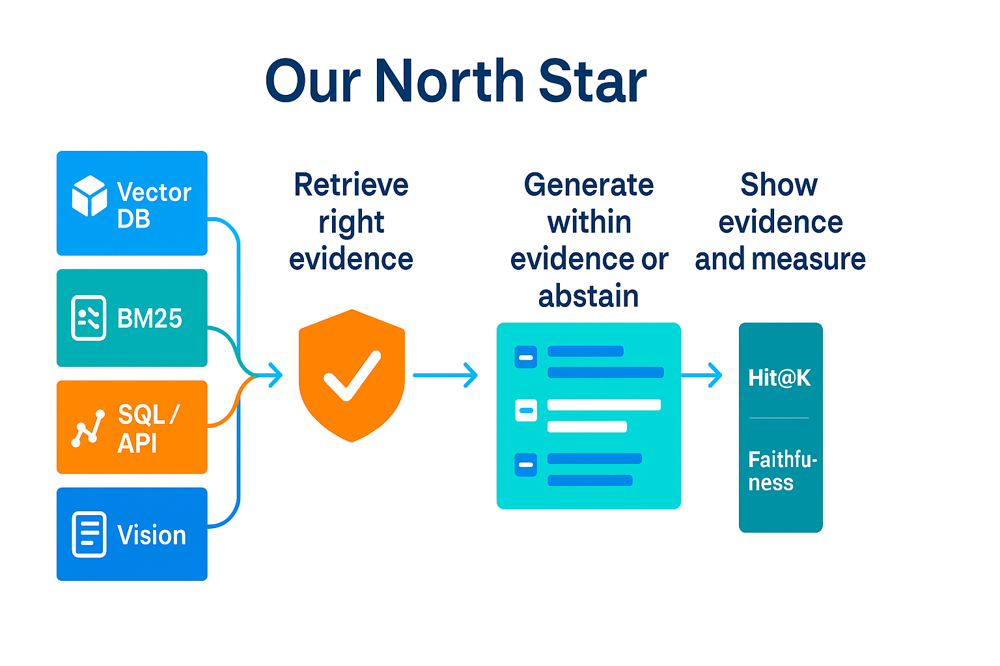 Our North Star
Vector
DB
BM25
SQL /
API
Vision
Retrieve
right
evidence
Generate
within
evidence or
abstain
Show
evidence
and measure
Hit@K
Faithfu-
ness